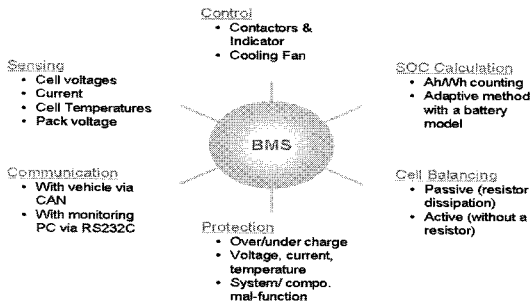 Control
• Contactors &
Indicator
• Cooling Fan
Sensing
• Cell voltages
• Current
• Cell Temperatures
• Pack voltage
SOC Calculation
• Ah/Wh counting
• Adaptive method
with a battery
model
BMS
Communication
• With vehicle via
CAN
• With monitoring
PC via RS232C
Cell Balancing
• Passive (resistor
dissipation)
• Active (without a
resistor)
Protection
• Over/under charge
• Voltage, current,
temperature
• System/ compo.
mal-function